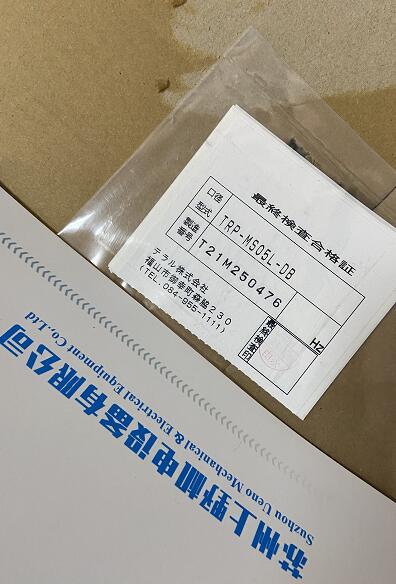 最終検査合格証
口径
HZ
型式 TRP-MS05L-DB
製造番号 T21M250476
最終検査印
テラル株式会社
福山市御幸町森脇230
(TEL.084-955-1111)
苏州上野机电设备有限公司
Suzhou Ueno Mechanical & Electrical Equipment Co.,Ltd